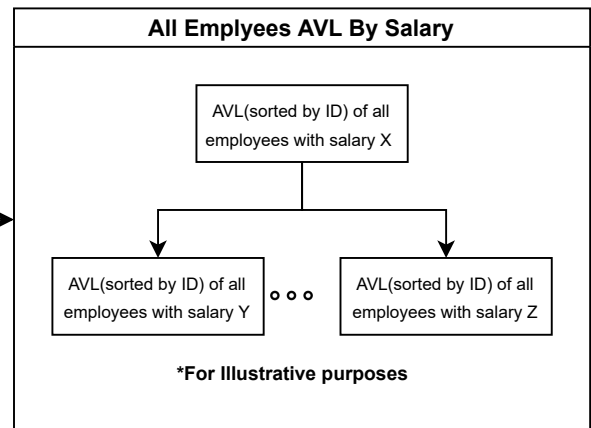 All Emplyees AVL By Salary
AVL(sorted by ID) of all
employees with salary X
AVL(sorted by ID) of all
employees with salary Y
AVL(sorted by ID) of all
employees with salary Z
*For Illustrative purposes